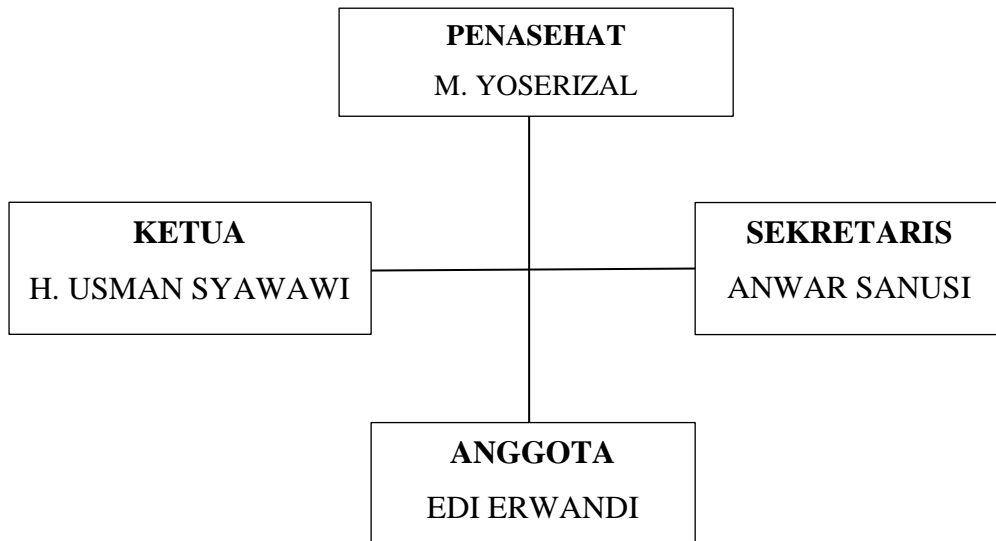 PENASEHAT
M. YOSERIZAL
KETUA
H. USMAN SYAWAWI
SEKRETARIS
ANWAR SANUSI
ANGGOTA
EDI ERWANDI